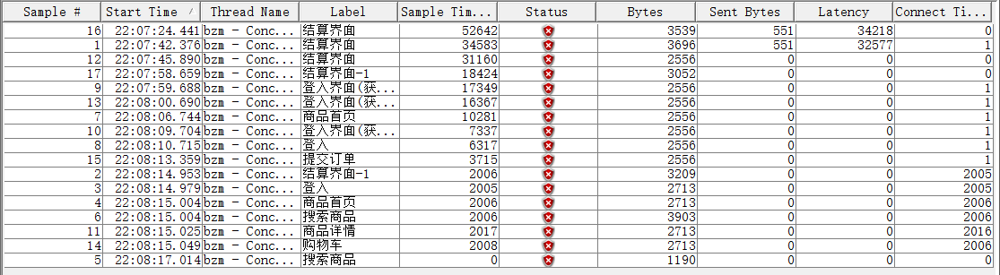 Sample # Start Time Thread Name Label Sample Tim... Status Bytes Sent Bytes Latency Connect Ti...
16 22:07:24.441 bzm - Conc... 结算界面 52642 3539 551 34218 0
1 22:07:42.376 bzm - Conc... 结算界面 34583 3696 551 32577 1
12 22:07:45.890 bzm - Conc... 结算界面 31160 2556 0 0 0
17 22:07:58.659 bzm - Conc... 结算界面-1 18424 3052 0 0 0
9 22:07:59.688 bzm - Conc... 登入界面(获... 17349 2556 0 0 1
13 22:08:00.690 bzm - Conc... 登入界面(获... 16367 2556 0 0 1
7 22:08:06.744 bzm - Conc... 商品首页 10281 2556 0 0 1
10 22:08:09.704 bzm - Conc... 登入界面(获... 7337 2556 0 0 1
8 22:08:10.715 bzm - Conc... 登入 6317 2556 0 0 1
15 22:08:13.359 bzm - Conc... 提交订单 3715 2556 0 0 1
2 22:08:14.953 bzm - Conc... 结算界面-1 2006 3209 0 0 2005
3 22:08:14.979 bzm - Conc... 登入 2005 2713 0 0 2005
4 22:08:15.004 bzm - Conc... 商品首页 2006 2713 0 0 2006
6 22:08:15.004 bzm - Conc... 搜索商品 2006 3903 0 0 2006
11 22:08:15.025 bzm - Conc... 商品详情 2017 2713 0 0 2016
14 22:08:15.049 bzm - Conc... 购物车 2008 2713 0 0 2006
5 22:08:17.014 bzm - Conc... 搜索商品 0 1190 0 0 0